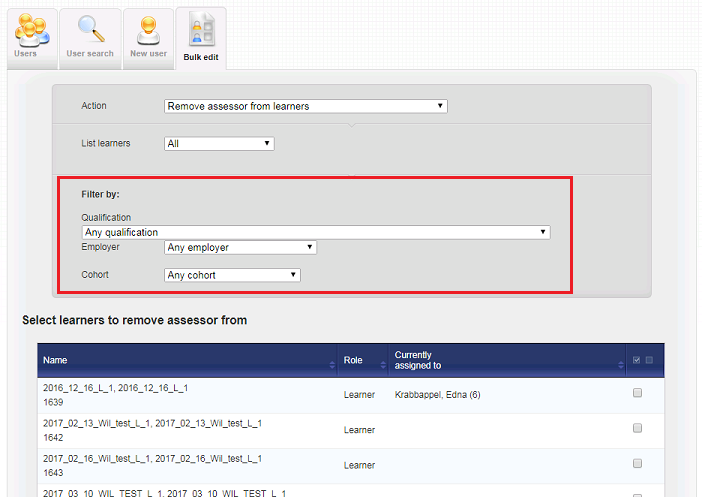 Users
User search
New user
Bulk edit
Action
Remove assessor from learners
List learners
All
Filter by:
Qualification
Any qualification
Employer
Any employer
Cohort
Any cohort
Select learners to remove assessor from
Name
Role
Currently
assigned to
2016_12_16_L_1, 2016_12_16_L_1
1639
Learner
Krabbappel, Edna (6)
2017_02_13_Wil_test_L_1, 2017_02_13_Wil_test_L_1
1642
Learner
2017_02_16_Wil_test_L_1, 2017_02_16_Wil_test_L_1
1643
Learner
2017_03_10_WIL_TEST_L_1, 2017_03_10_WIL_TEST_L_1